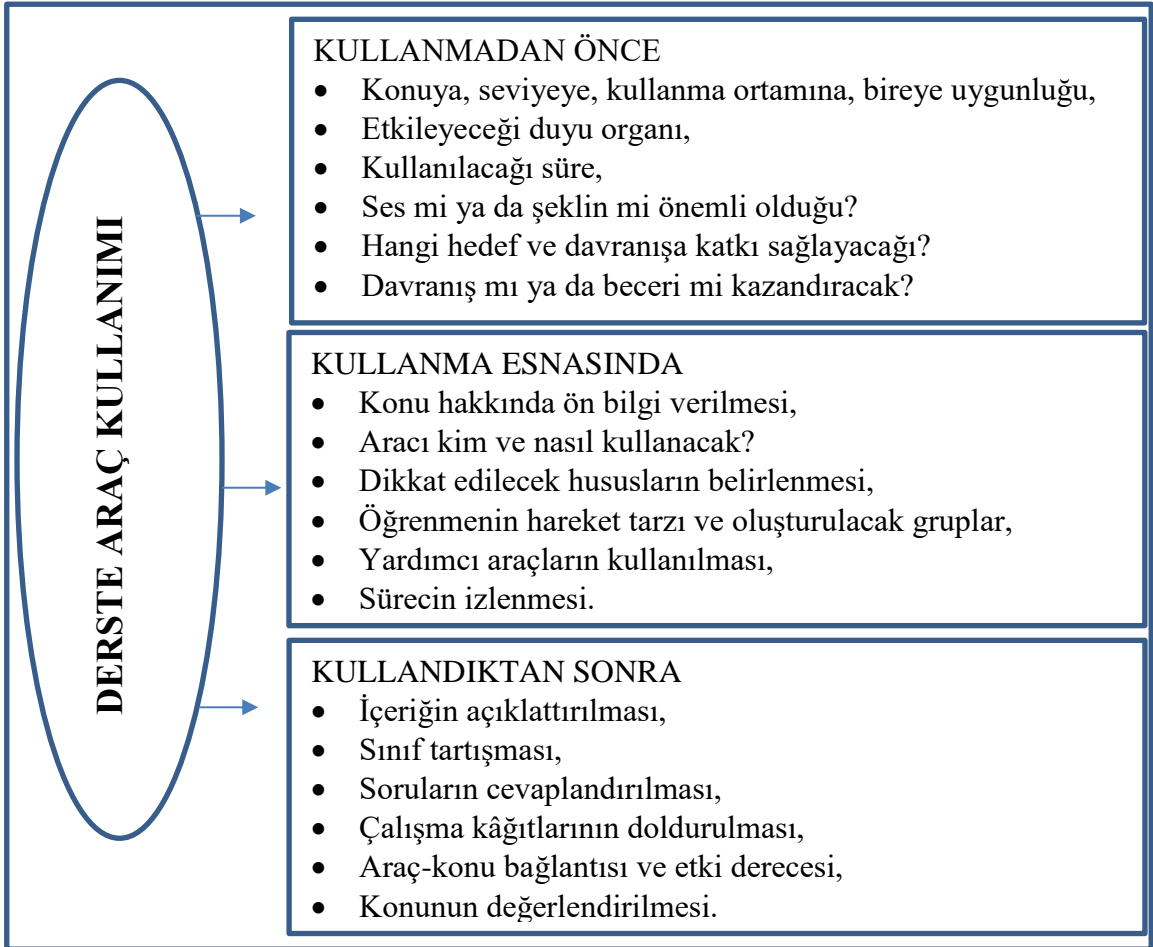 DERSTE ARAÇ KULLANIMI
KULLANMADAN ÖNCE
• Konuya, seviyeye, kullanma ortamına, bireye uygunluğu,
• Etkileyeceği duyu organı,
• Kullanılacağı süre,
• Ses mi ya da şeklin mi önemli olduğu?
• Hangi hedef ve davranışa katkı sağlayacağı?
• Davranış mı ya da beceri mi kazandıracak?
KULLANMA ESNASINDA
• Konu hakkında ön bilgi verilmesi,
• Aracı kim ve nasıl kullanacak?
• Dikkat edilecek hususların belirlenmesi,
• Öğrenmenin hareket tarzı ve oluşturulacak gruplar,
• Yardımcı araçların kullanılması,
• Sürecin izlenmesi.
KULLANDIKTAN SONRA
• İçeriğin açıklattırılması,
• Sınıf tartışması,
• Soruların cevaplandırılması,
• Çalışma kâğıtlarının doldurulması,
• Araç-konu bağlantısı ve etki derecesi,
• Konunun değerlendirilmesi.